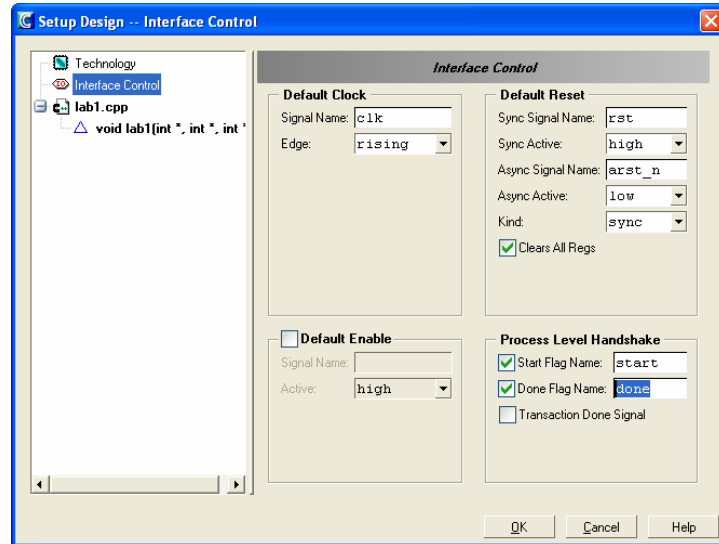 Setup Design -- Interface Control
Technology
Interface Control
lab1.cpp
void lab1(int *, int *, int *
Interface Control
Default Clock
Signal Name: clk
Edge: rising
Default Reset
Sync Signal Name: rst
Sync Active: high
Async Signal Name: arst_n
Async Active: low
Kind: sync
Clears All Regs
Default Enable
Signal Name:
Active: high
Process Level Handshake
Start Flag Name: start
Done Flag Name: done
Transaction Done Signal
OK Cancel Help